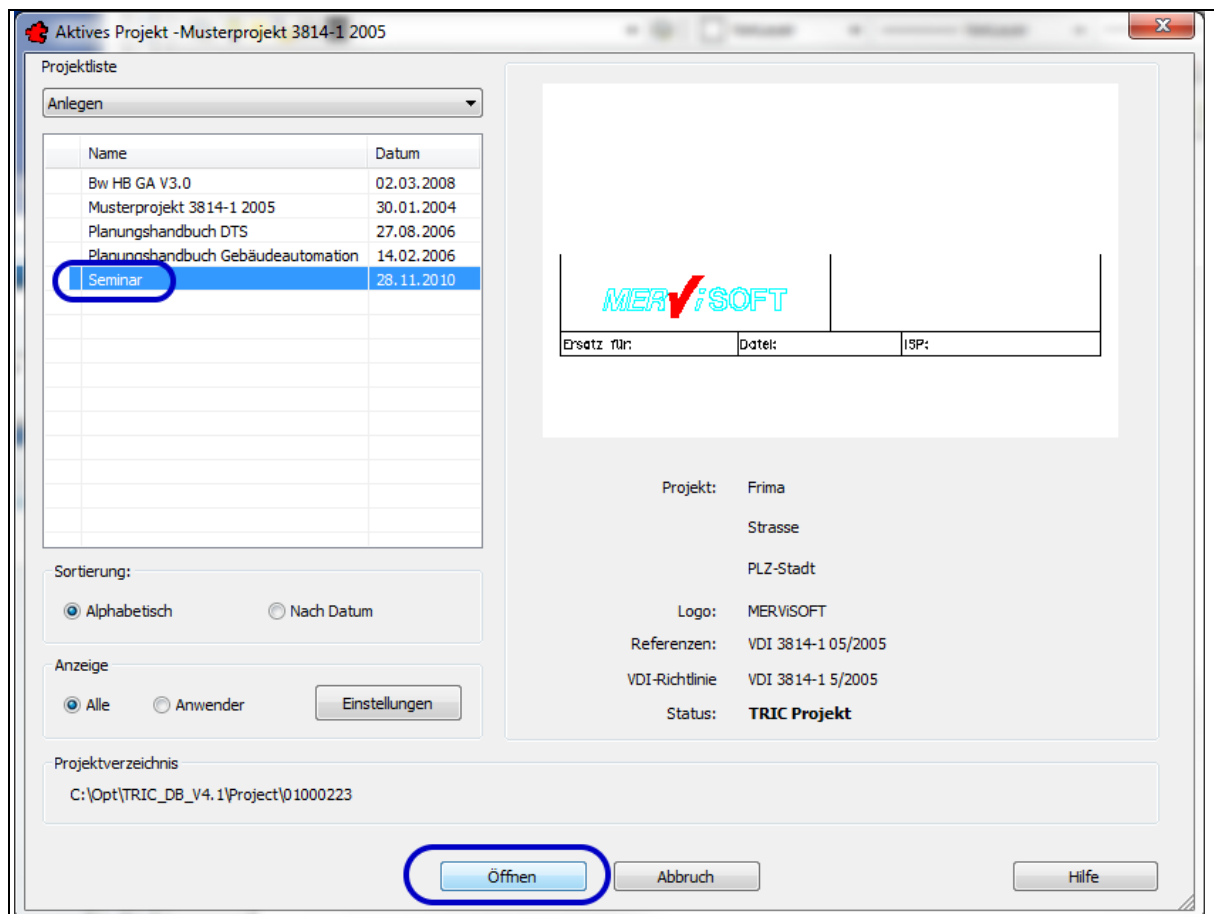 Aktives Projekt -Musterprojekt 3814-1 2005
Projektliste
Anlegen
Name Datum
Bw HB GA V3.0 02.03.2008
Musterprojekt 3814-1 2005 30.01.2004
Planungshandbuch DTS 27.08.2006
Planungshandbuch Gebäudeautomation 14.02.2006
Seminar 28.11.2010
Sortierung:
Alphabetisch Nach Datum
Anzeige
Alle Anwender Einstellungen
MERViSOFT
Ersatz für: Datei: ISP:
Projekt: Frima
Strasse
PLZ-Stadt
Logo: MERViSOFT
Referenzen: VDI 3814-1 05/2005
VDI-Richtlinie VDI 3814-1 5/2005
Status: TRIC Projekt
Projektverzeichnis
C:\Opt\TRIC_DB_V4.1\Project\01000223
Öffnen Abbruch Hilfe